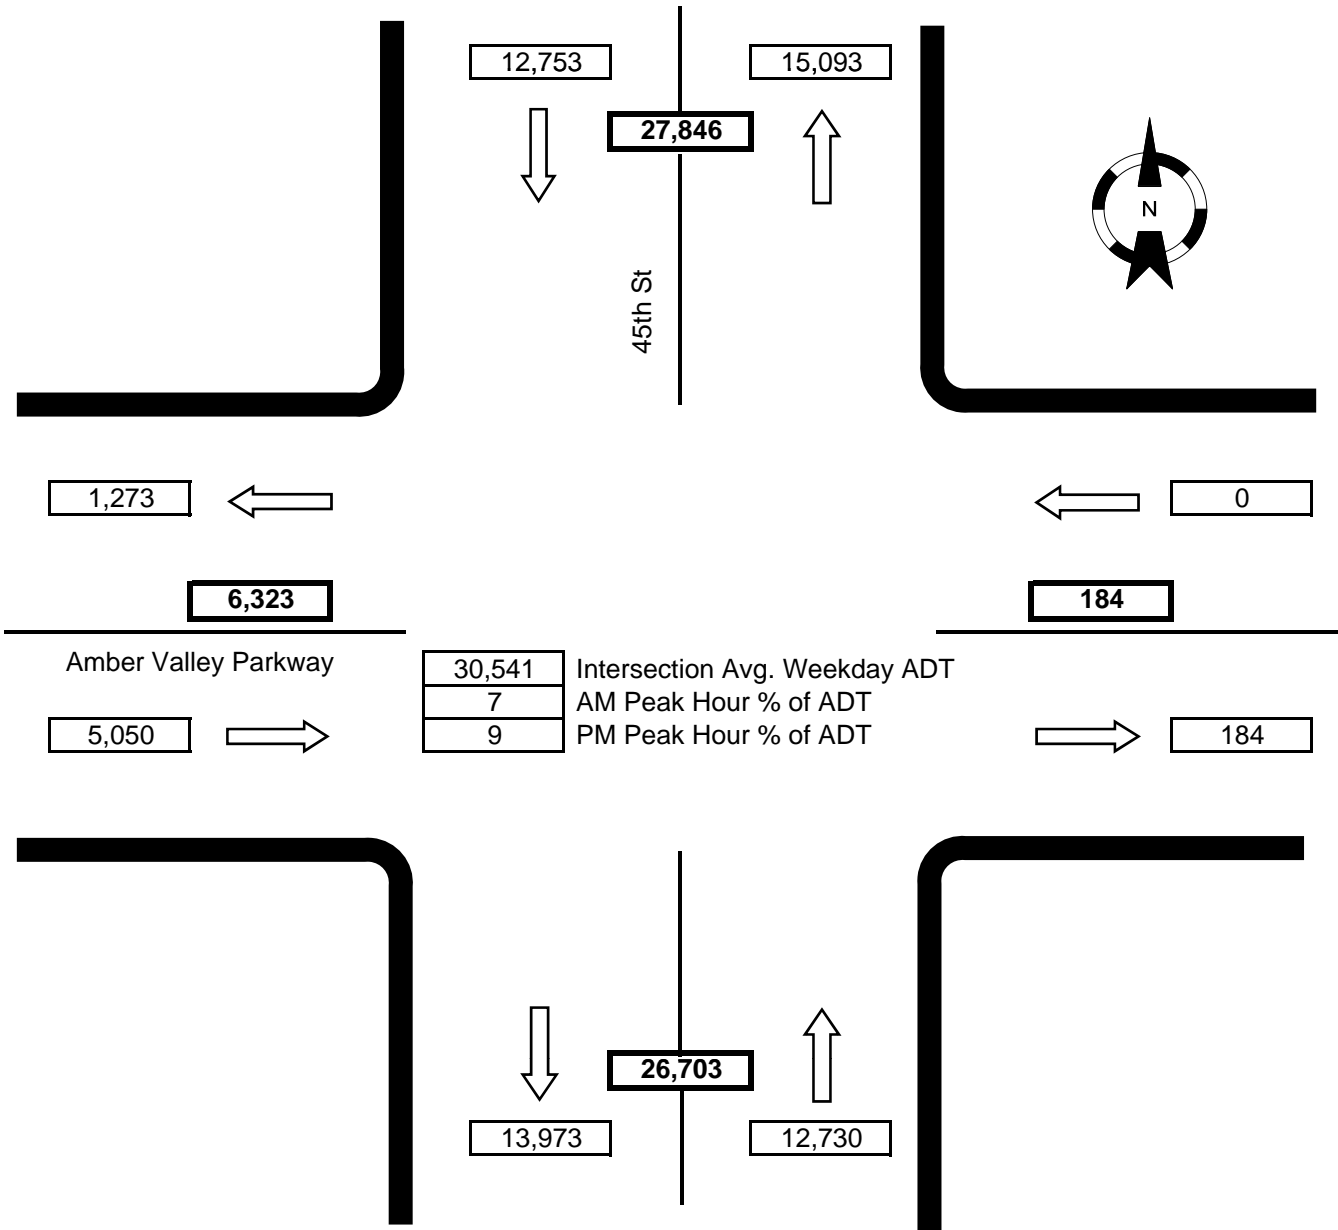 12,753
15,093
27,846
N
45th St
1,273
0
6,323
184
Amber Valley Parkway
30,541 Intersection Avg. Weekday ADT
7 AM Peak Hour % of ADT
9 PM Peak Hour % of ADT
5,050
184
26,703
13,973
12,730